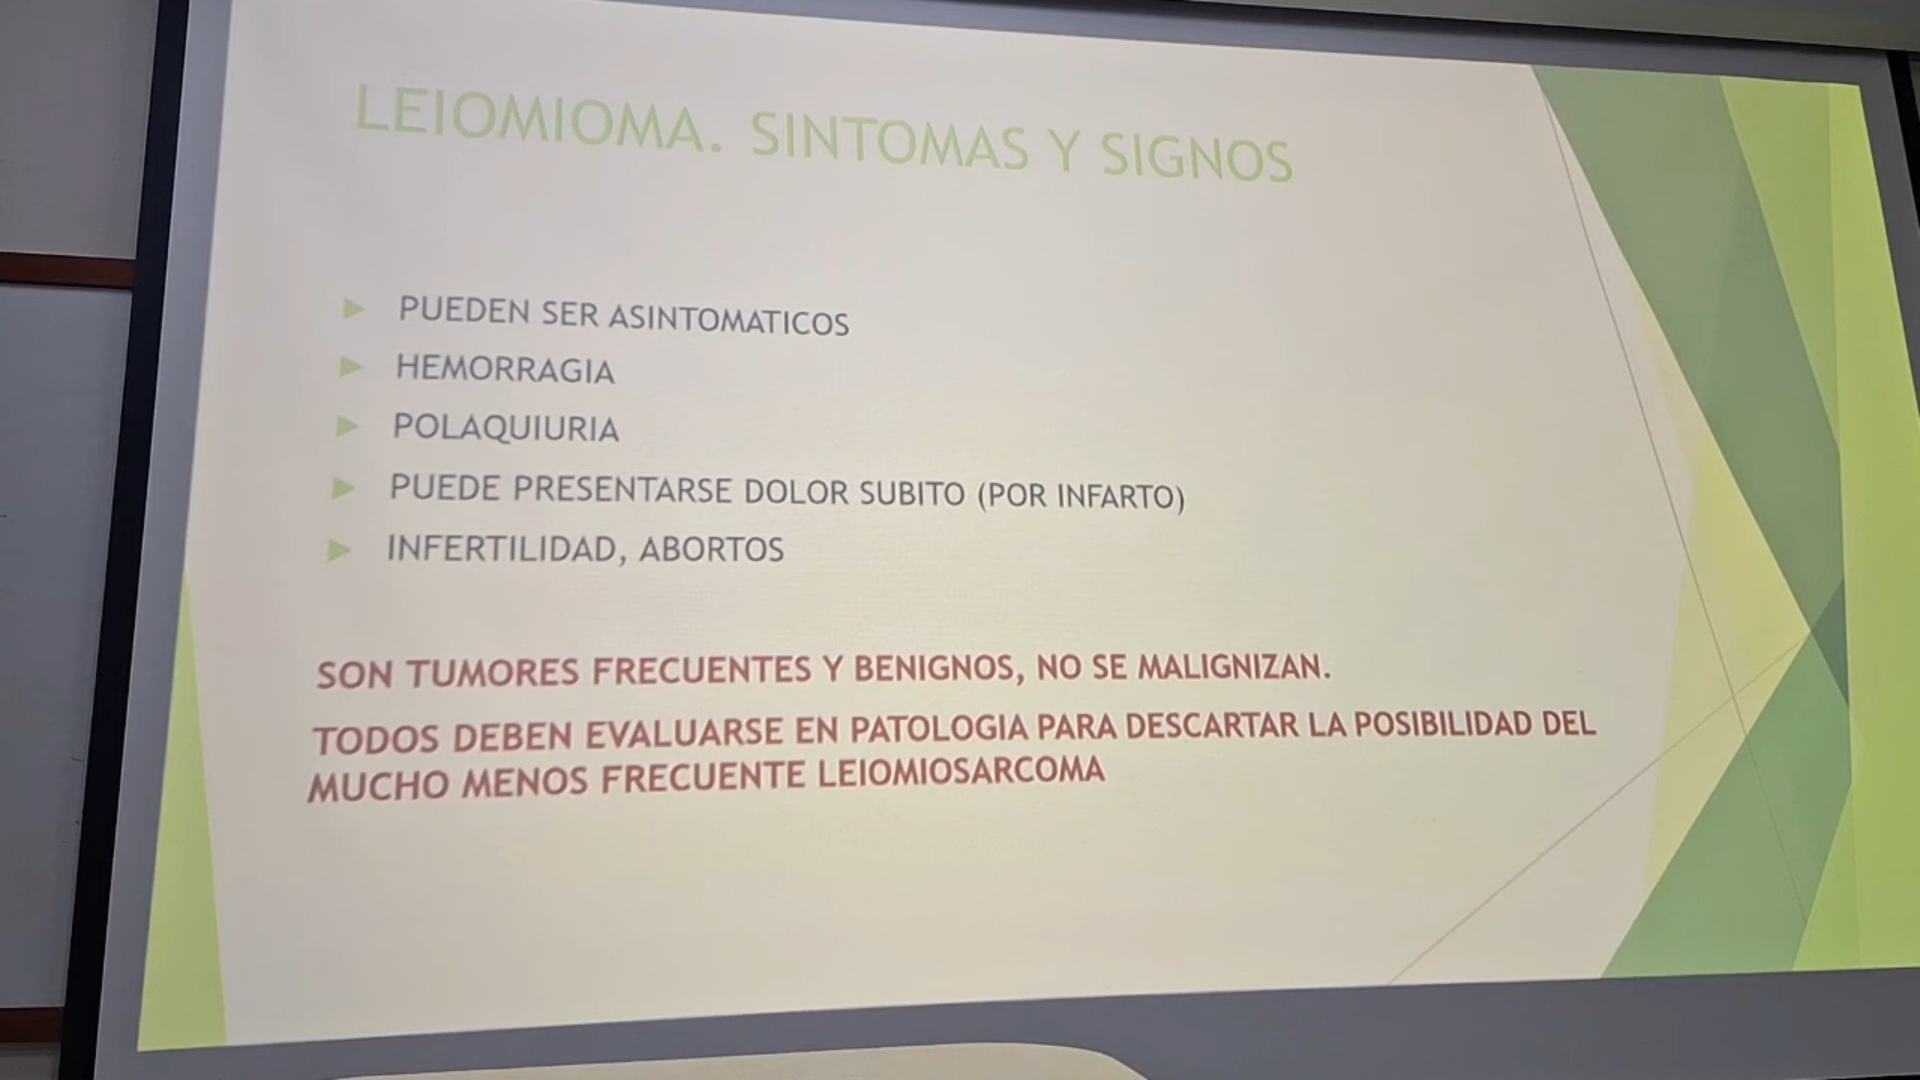 LEIOMIOMA. SINTOMAS Y SIGNOS
PUEDEN SER ASINTOMATICOS
HEMORRAGIA
POLAQUIURIA
PUEDE PRESENTARSE DOLOR SUBITO (POR INFARTO)
INFERTILIDAD, ABORTOS
SON TUMORES FRECUENTES Y BENIGNOS, NO SE MALIGNIZAN.
TODOS DEBEN EVALUARSE EN PATOLOGIA PARA DESCARTAR LA POSIBILIDAD DEL
MUCHO MENOS FRECUENTE LEIOMIOSARCOMA